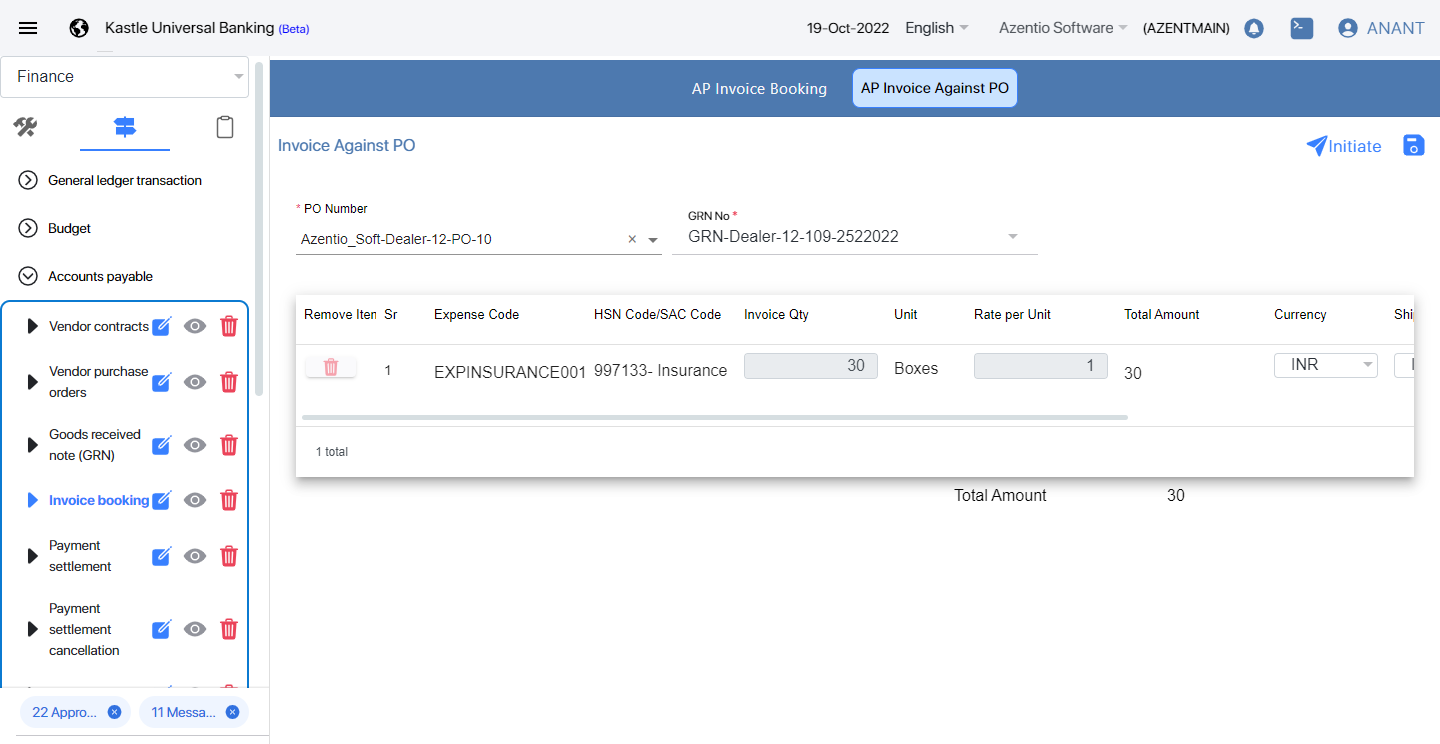 Kastle Universal Banking (Beta)
19-Oct-2022
English
Azentio Software
(AZENTMAIN)
ANANT
Finance
General ledger transaction
Budget
Accounts payable
Vendor contracts
Vendor purchase
orders
Goods received
note (GRN)
Invoice booking
Payment
settlement
Payment
settlement
cancellation
22 Appro...
11 Messa...
AP Invoice Booking
AP Invoice Against PO
Invoice Against PO
Initiate
* PO Number
Azentio_Soft-Dealer-12-PO-10
GRN No *
GRN-Dealer-12-109-2522022
Remove Iten Sr Expense Code HSN Code/SAC Code Invoice Qty Unit Rate per Unit Total Amount Currency Shi
1 EXPINSURANCE001 997133- Insurance 30 Boxes 1 30 INR
1 total
Total Amount 30